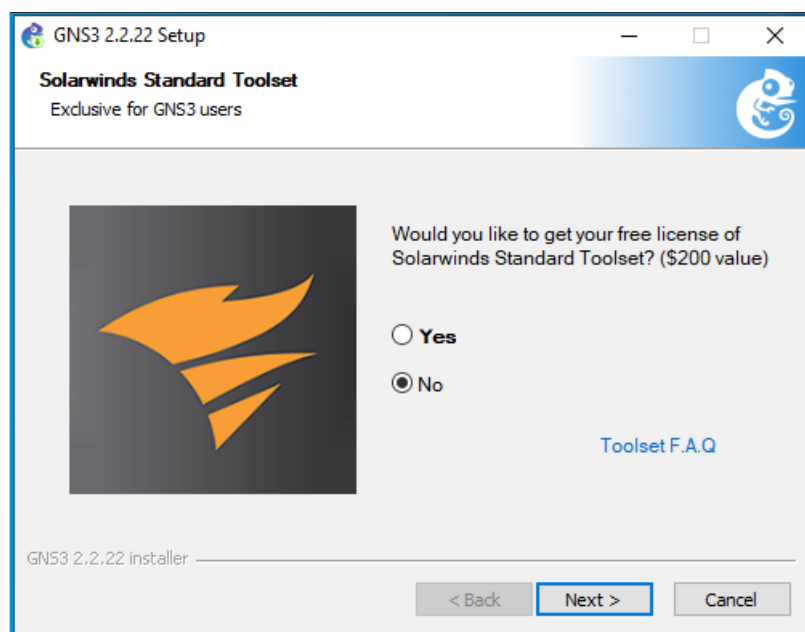 GNS3 2.2.22 Setup
Solarwinds Standard Toolset
Exclusive for GNS3 users
Would you like to get your free license of
Solarwinds Standard Toolset? ($200 value)
Yes
No
Toolset F.A.Q
GNS3 2.2.22 installer
< Back
Next >
Cancel